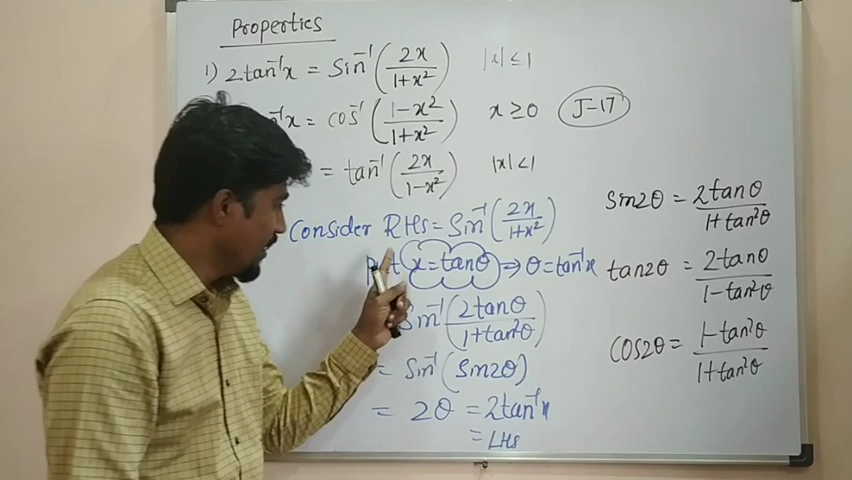 Properties
1) 2tan⁻¹x = Sin⁻¹(2x/1+x²) |x| ≤ 1
⁻¹x = cos⁻¹(1-x²/1+x²) x ≥ 0 J-17
= tan⁻¹(2x/1-x²) |x| < 1
Consider RHS = Sin⁻¹(2x/1+x²)
put x = tanθ ⇒ θ = tan⁻¹x
Sin⁻¹(2tanθ/1+tan²θ)
= Sin⁻¹(Sin2θ)
= 2θ = 2tan⁻¹x
= LHS
Sin2θ = 2tanθ/1+tan²θ
tan2θ = 2tanθ/1-tan²θ
Cos2θ = 1-tan²θ/1+tan²θ